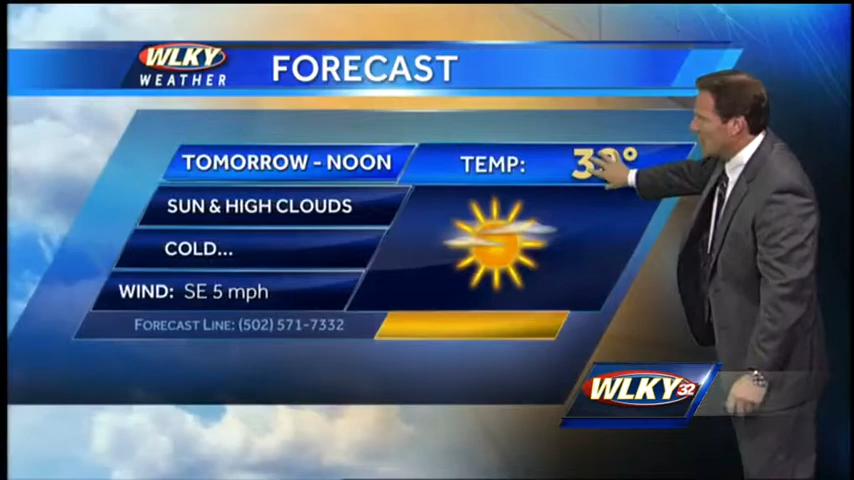 WLKY
WEATHER
FORECAST
TOMORROW - NOON
TEMP:
SUN & HIGH CLOUDS
COLD...
WIND: SE 5 mph
FORECAST LINE: (502) 571-7332
WLKY 32